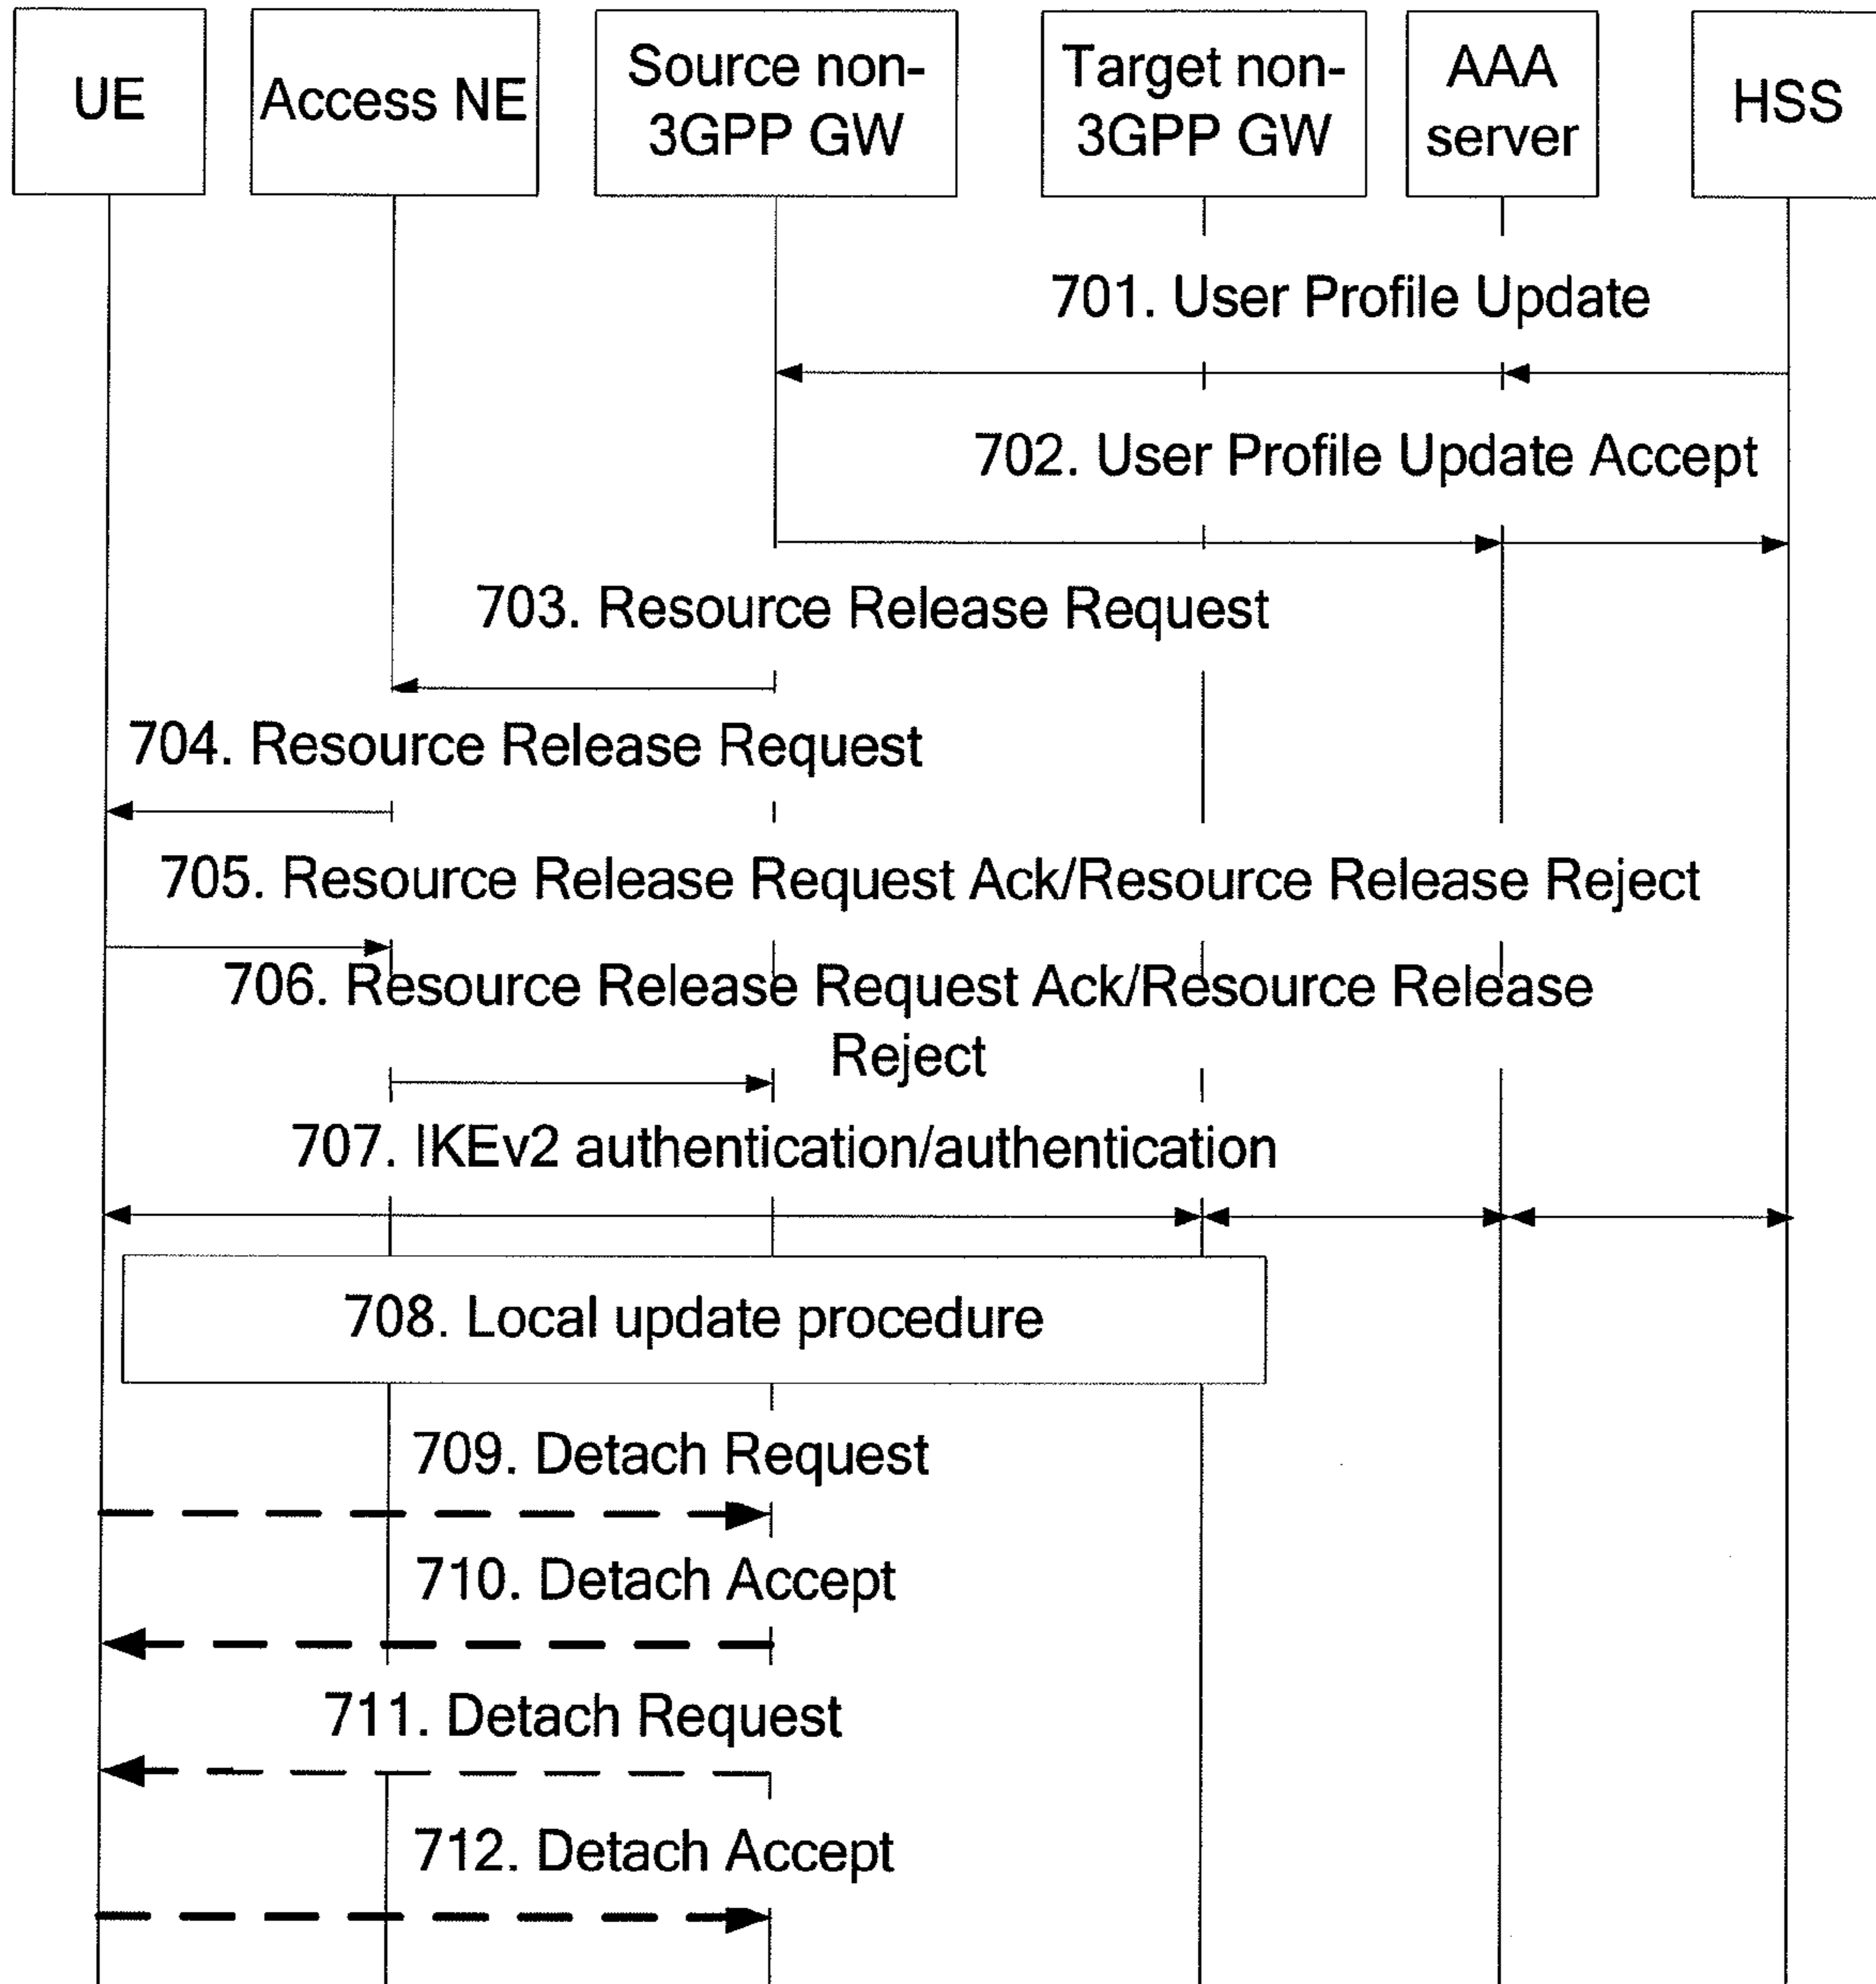 UE
Access NE
Source non-
3GPP GW
Target non-
3GPP GW
AAA
server
HSS
701. User Profile Update
702. User Profile Update Accept
703. Resource Release Request
704. Resource Release Request
705. Resource Release Request Ack/Resource Release Reject
706. Resource Release Request Ack/Resource Release
Reject
707. IKEv2 authentication/authentication
708. Local update procedure
709. Detach Request
710. Detach Accept
711. Detach Request
712. Detach Accept